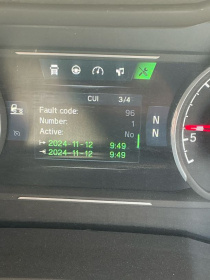 CUI 3/4
Fault code: 96
Number: 1
Active: No
2024-11-12 9:49
2024-11-12 9:49
N
N
5